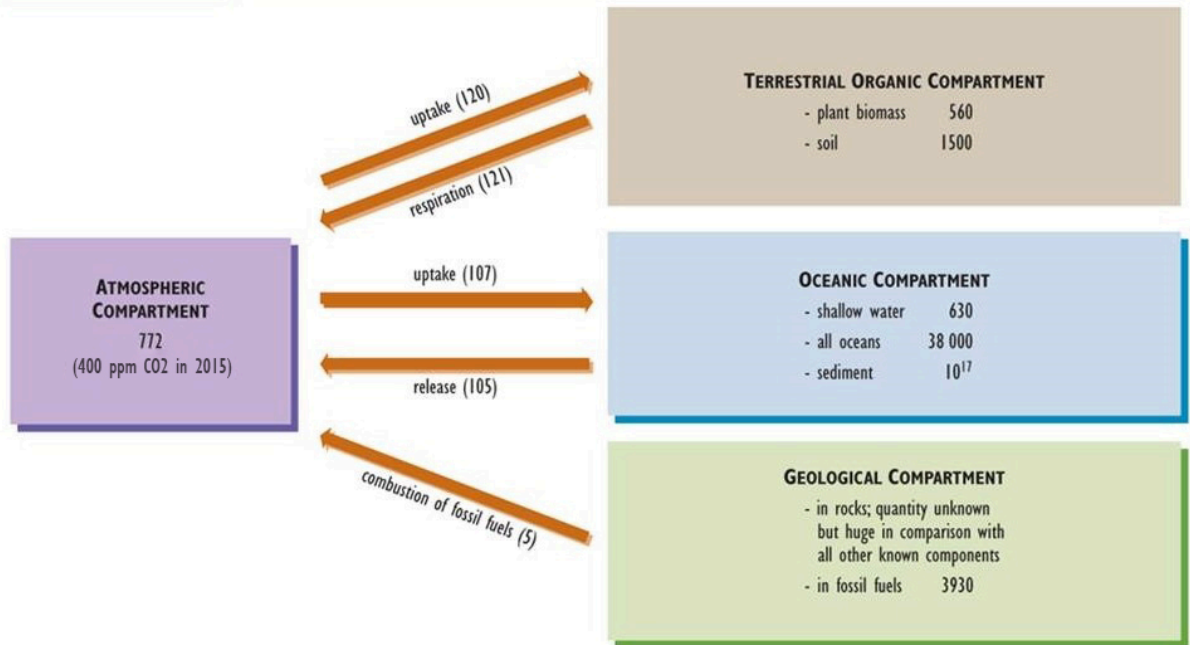 ATMOSPHERIC
COMPARTMENT
772
(400 ppm CO2 in 2015)
uptake (120)
respiration (121)
uptake (107)
release (105)
combustion of fossil fuels (5)
TERRESTRIAL ORGANIC COMPARTMENT
- plant biomass 560
- soil 1500
OCEANIC COMPARTMENT
- shallow water 630
- all oceans 38 000
- sediment 10¹⁷
GEOLOGICAL COMPARTMENT
- in rocks; quantity unknown
but huge in comparison with
all other known components
- in fossil fuels 3930